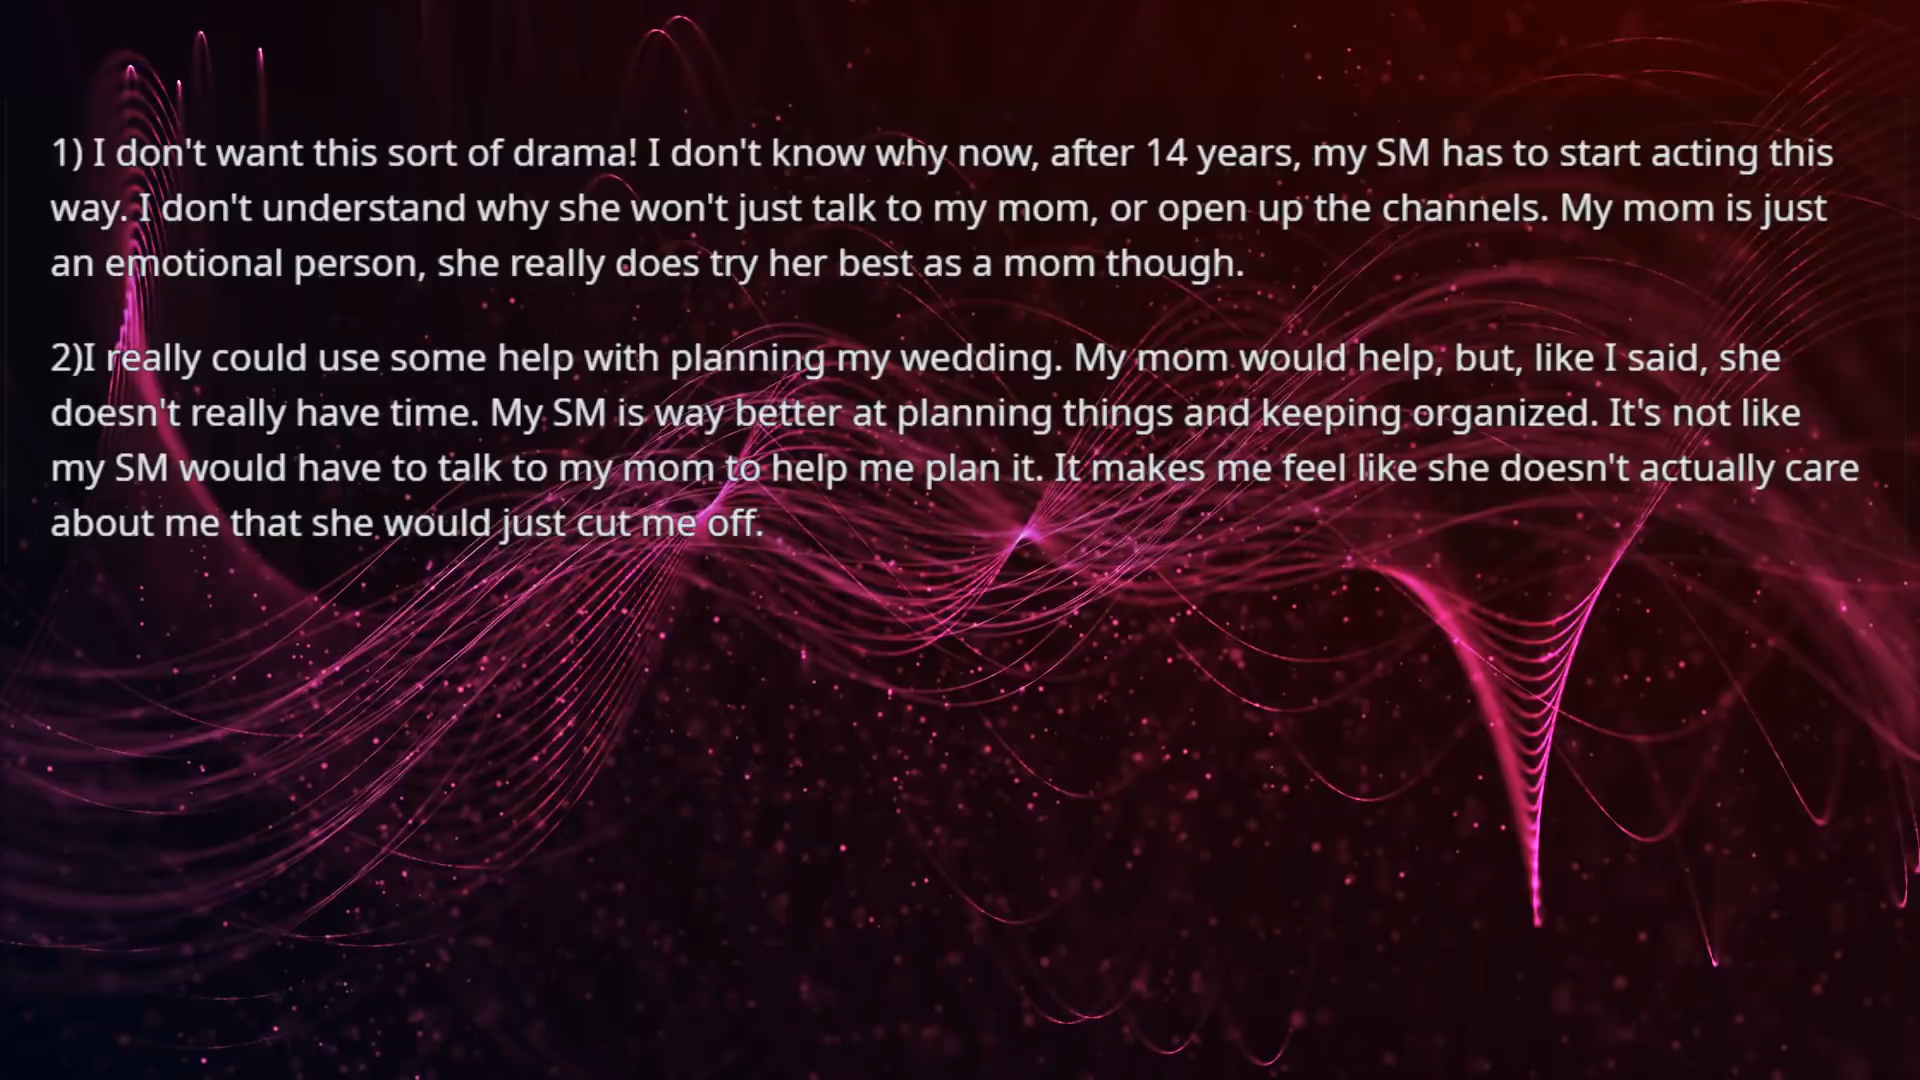 1) I don't want this sort of drama! I don't know why now, after 14 years, my SM has to start acting this
way. I don't understand why she won't just talk to my mom, or open up the channels. My mom is just
an emotional person, she really does try her best as a mom though.
2)I really could use some help with planning my wedding. My mom would help, but, like I said, she
doesn't really have time. My SM is way better at planning things and keeping organized. It's not like
my SM would have to talk to my mom to help me plan it. It makes me feel like she doesn't actually care
about me that she would just cut me off.